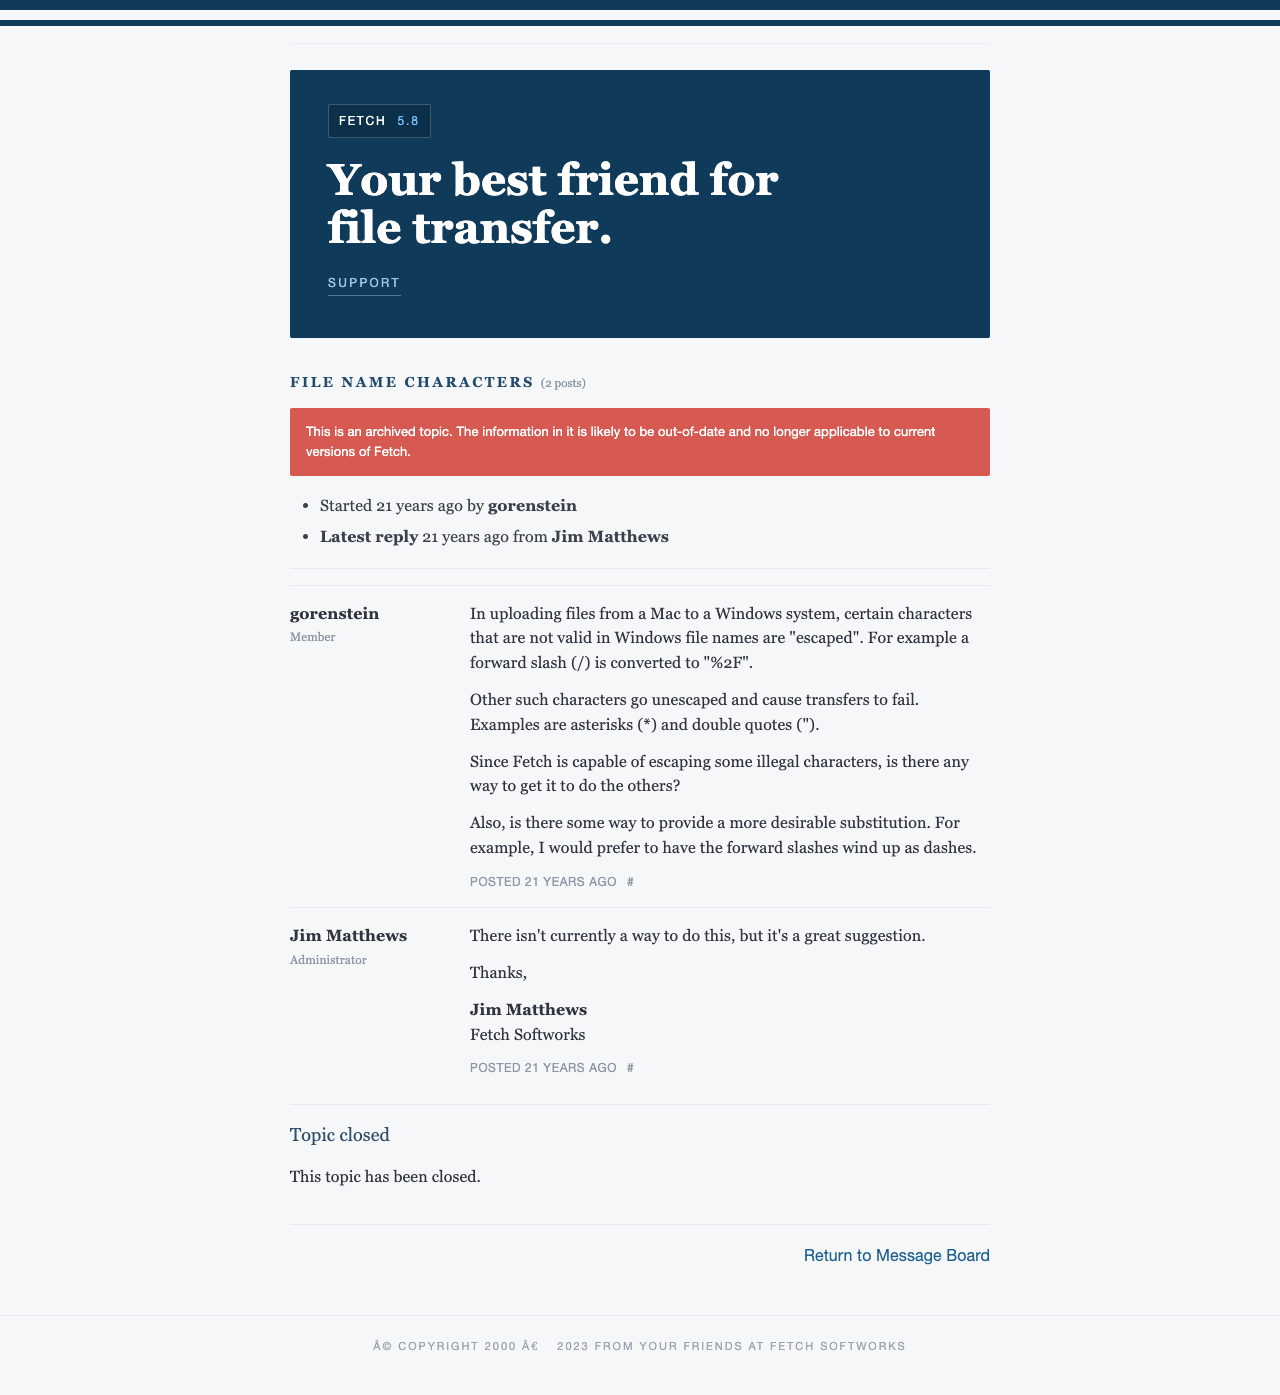 FETCH 5.8
Your best friend for
file transfer.
SUPPORT
FILE NAME CHARACTERS (2 posts)
This is an archived topic. The information in it is likely to be out-of-date and no longer applicable to current
versions of Fetch.
• Started 21 years ago by gorenstein
• Latest reply 21 years ago from Jim Matthews
gorenstein
Member
In uploading files from a Mac to a Windows system, certain characters
that are not valid in Windows file names are "escaped". For example a
forward slash (/) is converted to "%2F".
Other such characters go unescaped and cause transfers to fail.
Examples are asterisks (*) and double quotes (").
Since Fetch is capable of escaping some illegal characters, is there any
way to get it to do the others?
Also, is there some way to provide a more desirable substitution. For
example, I would prefer to have the forward slashes wind up as dashes.
POSTED 21 YEARS AGO #
Jim Matthews
Administrator
There isn't currently a way to do this, but it's a great suggestion.
Thanks,
Jim Matthews
Fetch Softworks
POSTED 21 YEARS AGO #
Topic closed
This topic has been closed.
Return to Message Board
Â© COPYRIGHT 2000 Â€ 2023 FROM YOUR FRIENDS AT FETCH SOFTWORKS